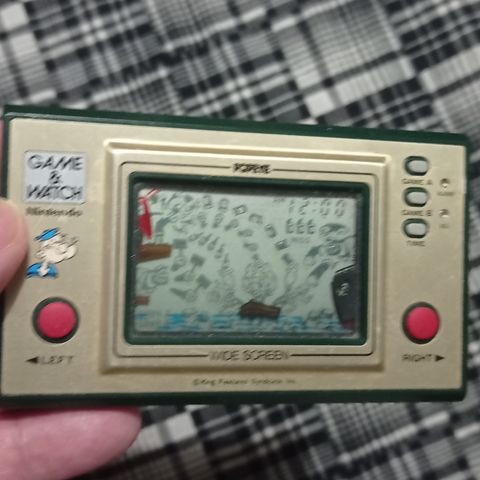 GAME
&
WATCH
Nintendo
POPEYE
12:00
GAME A
GAME B
TIME
◄LEFT
WIDE SCREEN
RIGHT►
©King Features Syndicate Inc.